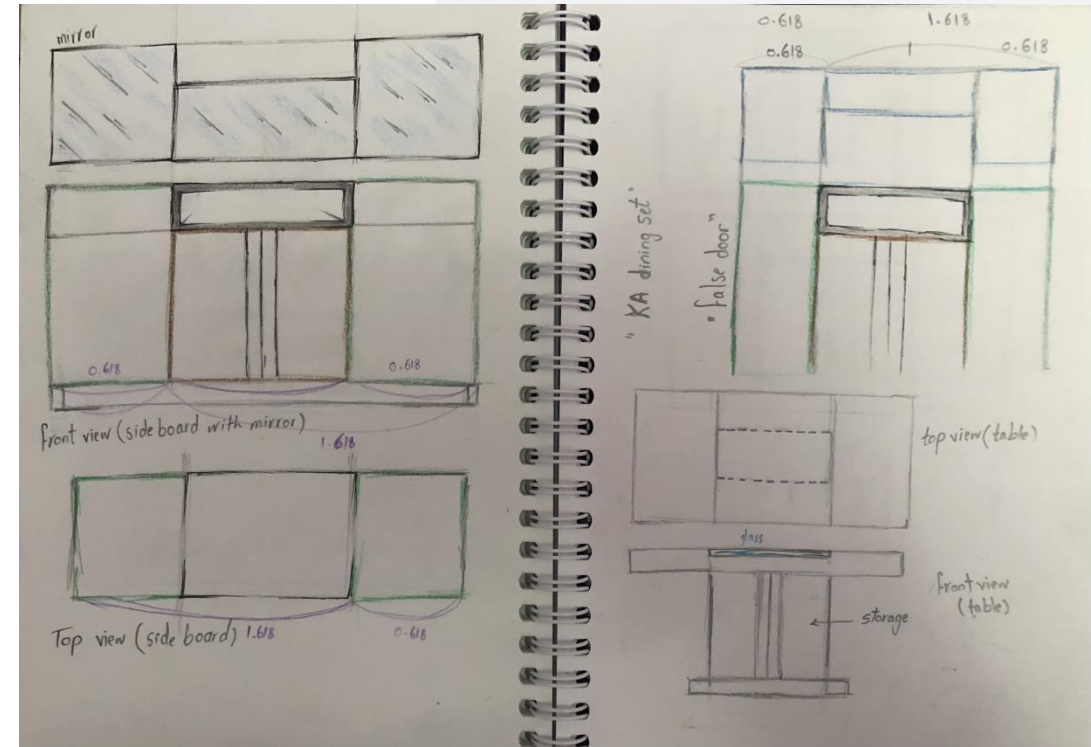 mirror
0.618
1
0.618
front view (side board with mirror)
1.618
Top view (side board)
1.618
0.618
0.618
1.618
0.618
1
0.618
"KA dining set"
"false door"
top view (table)
glass
front view
(table)
storage